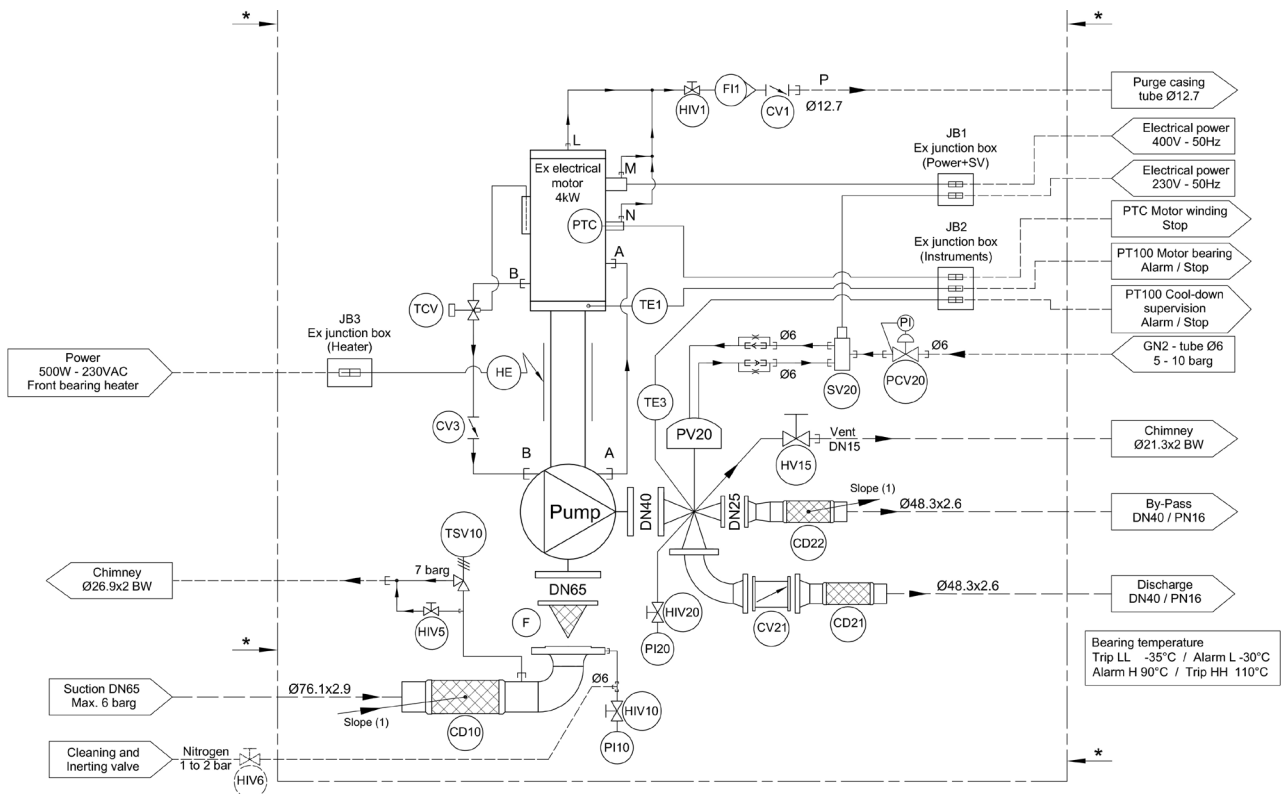 *
*
P
Purge casing
tube Ø12.7
HIV1
FI1
CV1
Ø12.7
L
JB1
Ex junction box
(Power+SV)
Electrical power
400V - 50Hz
Ex electrical
motor
4kW
M
Electrical power
230V - 50Hz
N
PTC
JB2
Ex junction box
(Instruments)
PTC Motor winding
Stop
A
B
PT100 Motor bearing
Alarm / Stop
TCV
TE1
PT100 Cool-down
supervision
Alarm / Stop
JB3
Ex junction box
(Heater)
PI
Ø6
Ø6
GN2 - tube Ø6
5 - 10 barg
Power
500W - 230VAC
Front bearing heater
HE
Ø6
SV20
PCV20
TE3
CV3
PV20
Vent
DN15
HV15
Chimney
Ø21.3x2 BW
B
A
Pump
DN40
DN25
Slope (1)
Ø48.3x2.6
By-Pass
DN40 / PN16
CD22
TSV10
7 barg
Chimney
Ø26.9x2 BW
DN65
Ø48.3x2.6
Discharge
DN40 / PN16
HIV5
F
HIV20
CV21
CD21
PI20
*
Bearing temperature
Trip LL -35°C / Alarm L -30°C
Alarm H 90°C / Trip HH 110°C
Suction DN65
Max. 6 barg
Ø76.1x2.9
Ø6
Slope (1)
CD10
HIV10
PI10
Cleaning and
Inerting valve
Nitrogen
1 to 2 bar
HIV6
*